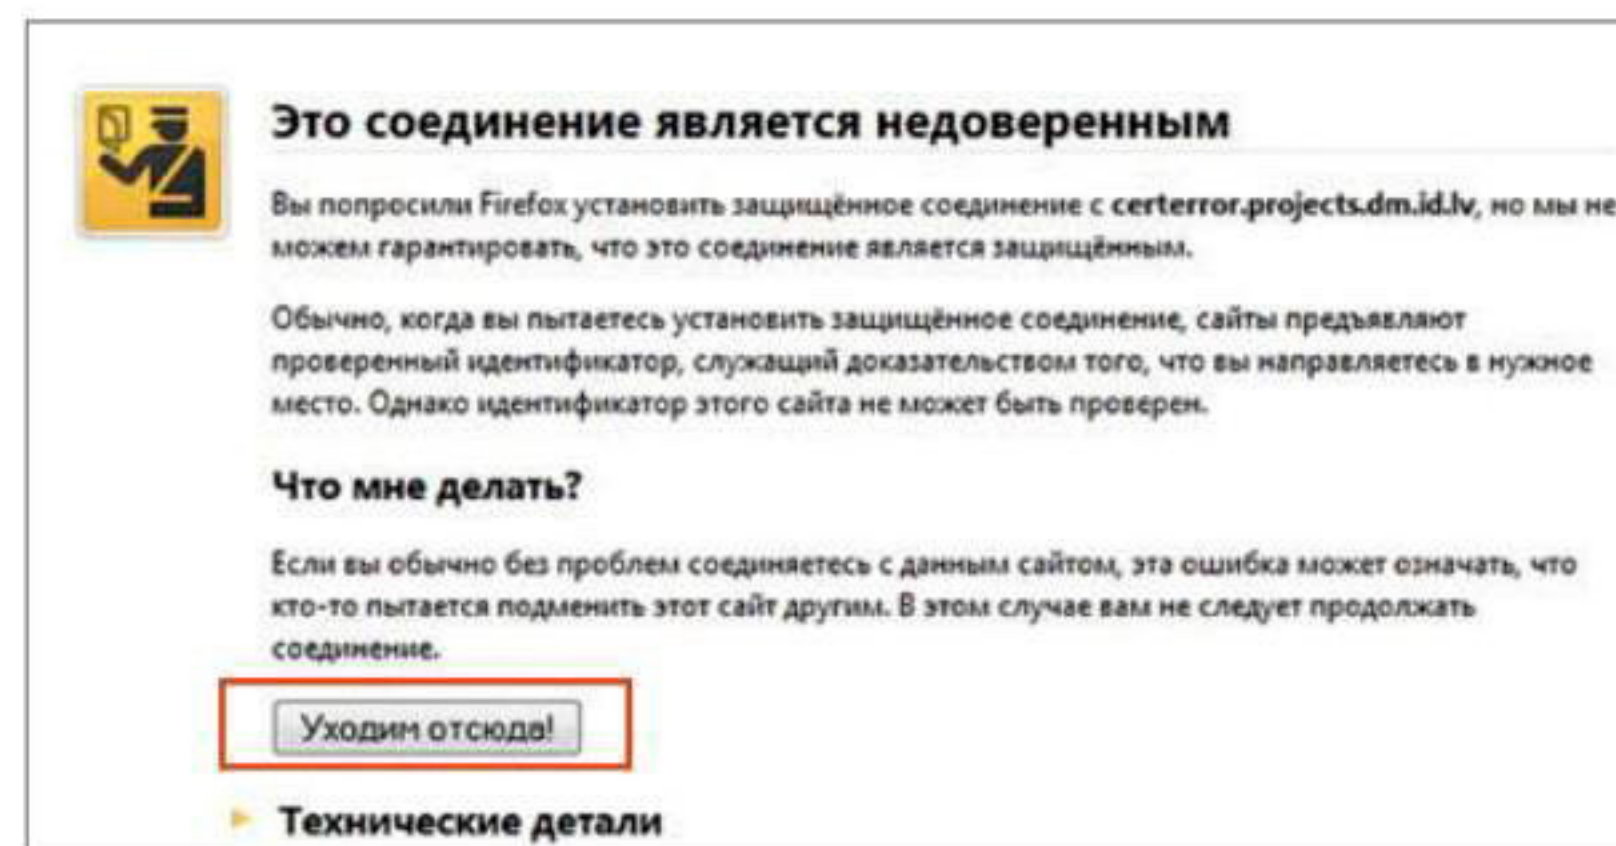 Это соединение является недоверенным
Вы попросили Firefox установить защищённое соединение с certerror.projects.dm.id.lv, но мы не
можем гарантировать, что это соединение является защищённым.
Обычно, когда вы пытаетесь установить защищённое соединение, сайты предъявляют
проверенный идентификатор, служащий доказательством того, что вы направляетесь в нужное
место. Однако идентификатор этого сайта не может быть проверен.
Что мне делать?
Если вы обычно без проблем соединяетесь с данным сайтом, эта ошибка может означать, что
кто-то пытается подменить этот сайт другим. В этом случае вам не следует продолжать
соединение.
Уходим отсюда!
Технические детали